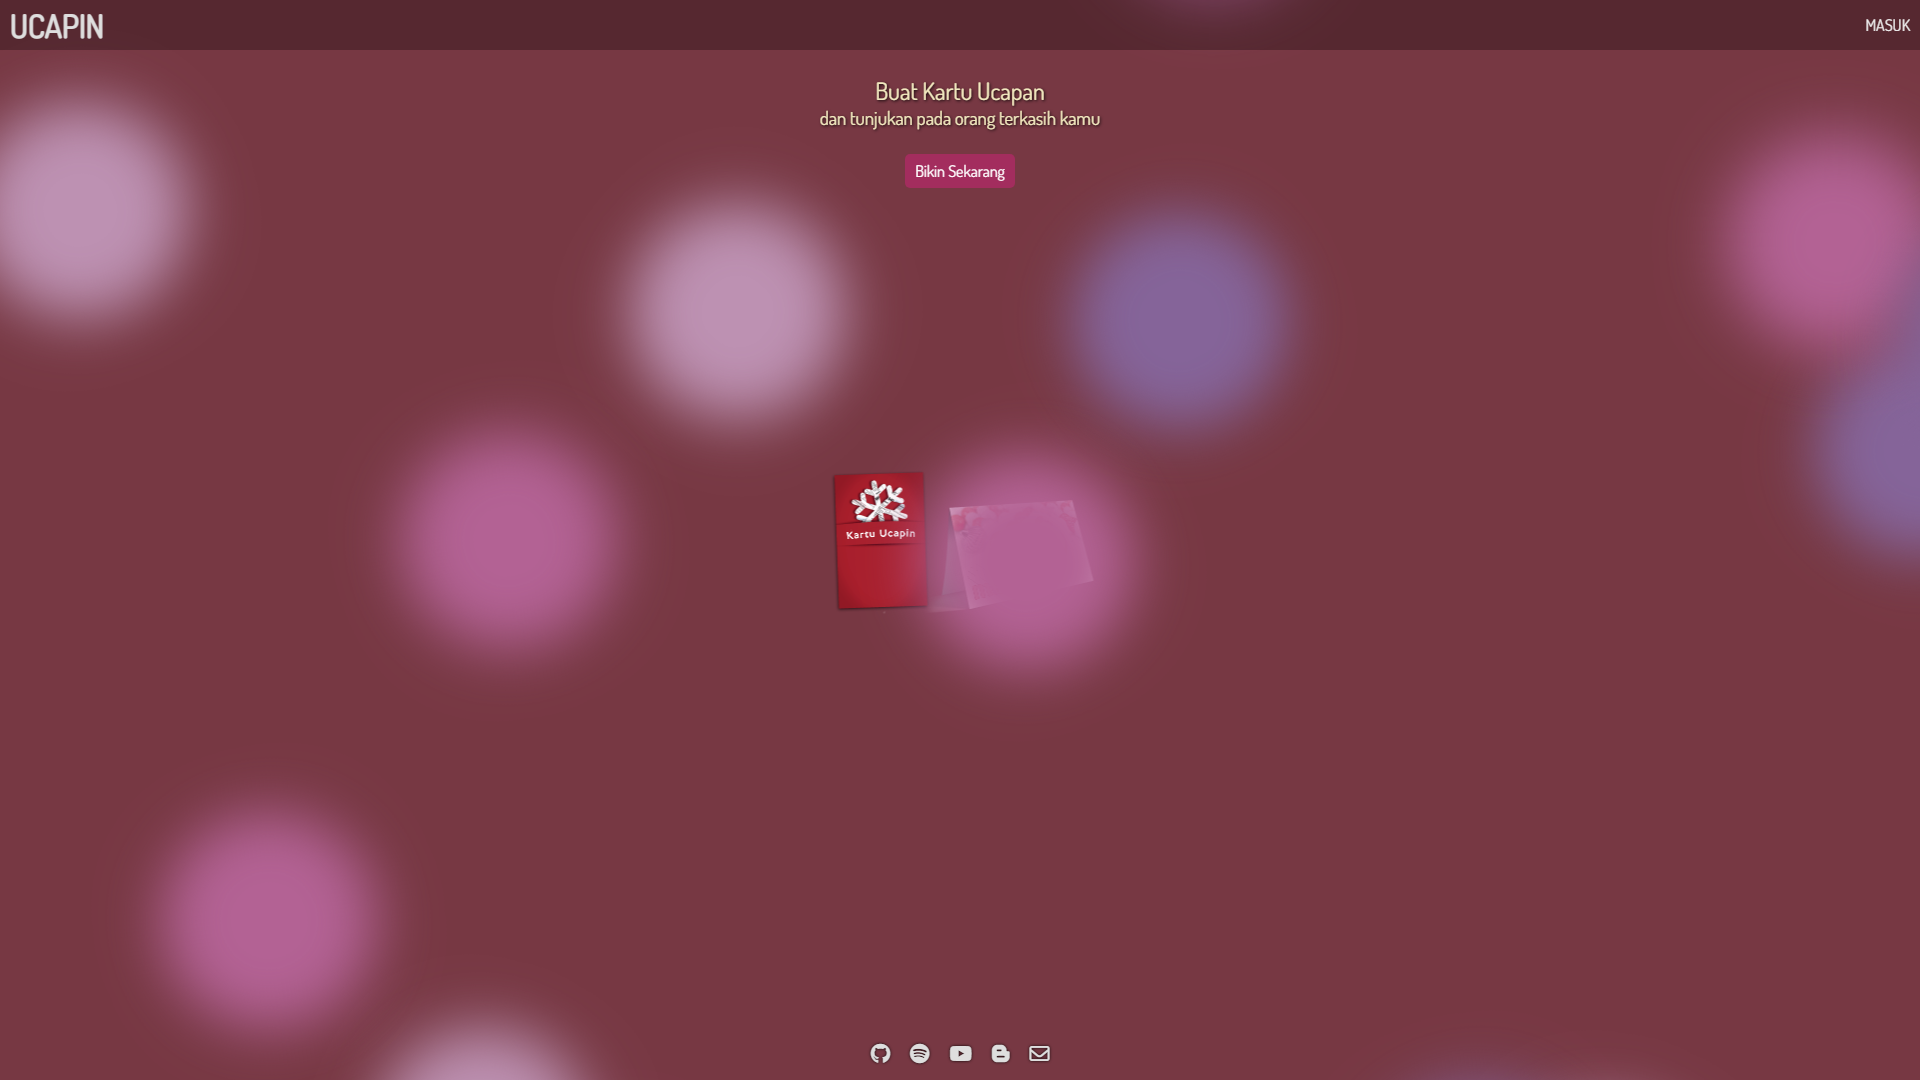 UCAPIN
MASUK
Buat Kartu Ucapan
dan tunjukan pada orang terkasih kamu
Bikin Sekarang
Kartu Ucapin